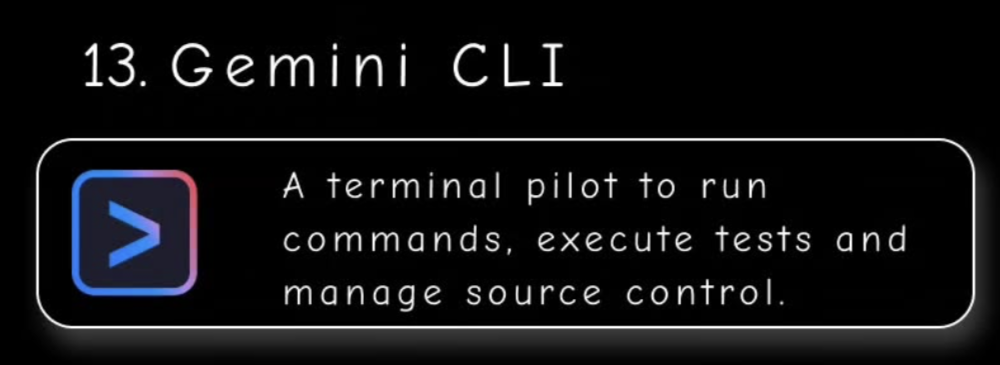 13. Gemini CLI
A terminal pilot to run
commands, execute tests and
manage source control.